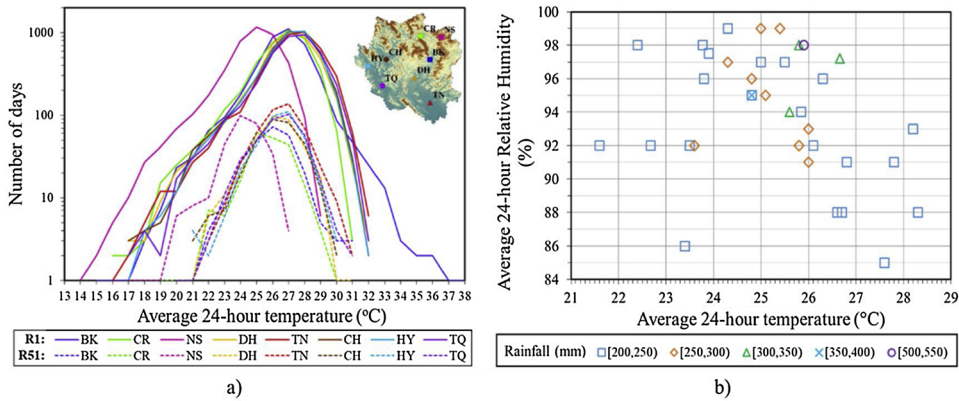 1000
100
10
1
Number of days
13 14 15 16 17 18 19 20 21 22 23 24 25 26 27 28 29 30 31 32 33 34 35 36 37 38
Average 24-hour temperature (ºC)
CR NS
HY CH BK
DH
TQ
TN
R1: BK CR NS DH TN CH HY TQ
R51: BK CR NS DH TN CH HY TQ
a)
100
98
96
94
92
90
88
86
84
Average 24-hour Relative Humidity
(%)
21 22 23 24 25 26 27 28 29
Average 24-hour temperature (°C)
Rainfall (mm) [200,250) [250,300) [300,350) [350,400) [500,550)
b)